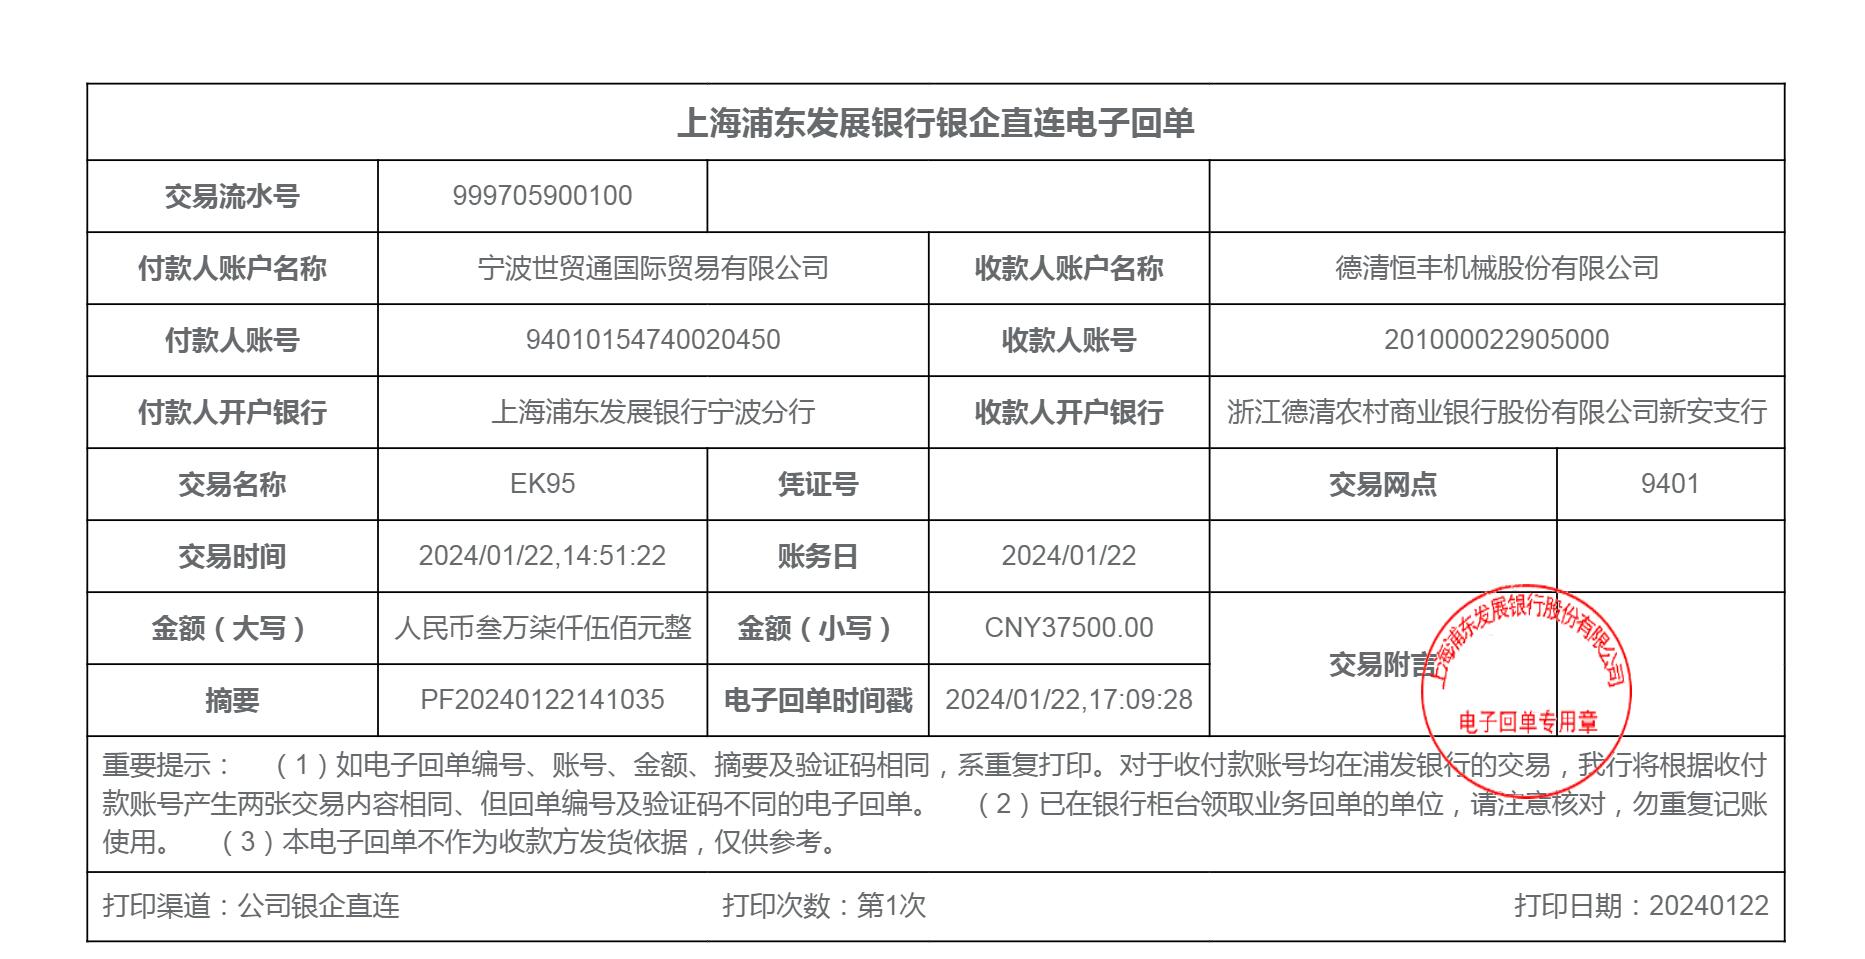 上海浦东发展银行银企直连电子回单
交易流水号 999705900100
付款人账户名称 宁波世贸通国际贸易有限公司 收款人账户名称 德清恒丰机械股份有限公司
付款人账号 94010154740020450 收款人账号 201000022905000
付款人开户银行 上海浦东发展银行宁波分行 收款人开户银行 浙江德清农村商业银行股份有限公司新安支行
交易名称 EK95 凭证号 交易网点 9401
交易时间 2024/01/22,14:51:22 账务日 2024/01/22
金额（大写） 人民币叁万柒仟伍佰元整 金额（小写） CNY37500.00
交易附言
摘要 PF20240122141035 电子回单时间戳 2024/01/22,17:09:28
上海浦东发展银行股份有限公司
电子回单专用章
重要提示： （1）如电子回单编号、账号、金额、摘要及验证码相同，系重复打印。对于收付款账号均在浦发银行的交易，我行将根据收付
款账号产生两张交易内容相同、但回单编号及验证码不同的电子回单。 （2）已在银行柜台领取业务回单的单位，请注意核对，勿重复记账
使用。 （3）本电子回单不作为收款方发货依据，仅供参考。
打印渠道：公司银企直连 打印次数：第1次 打印日期：20240122